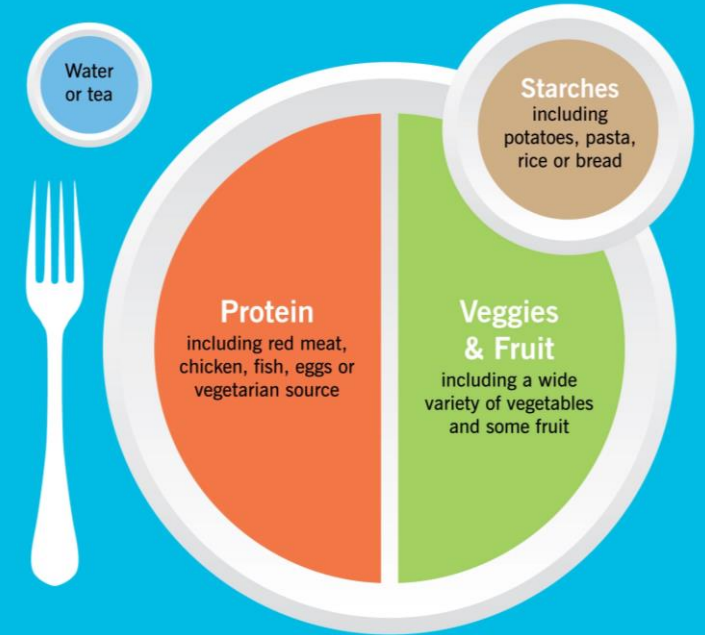 Water
or tea
Starches
including
potatoes, pasta,
rice or bread
Protein
including red meat,
chicken, fish, eggs or
vegetarian source
Veggies
& Fruit
including a wide
variety of vegetables
and some fruit